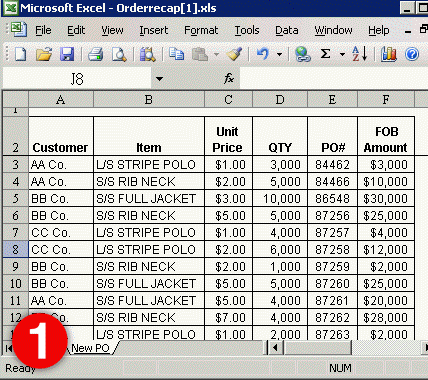 Microsoft Excel - Orderrecap[1].xls
File Edit View Insert Format Tools Data Window Help
J8 fx
A B C D E F
1
2 Customer Item Unit Price QTY PO# FOB Amount
3 AA Co. L/S STRIPE POLO $1.00 3,000 84462 $3,000
4 AA Co. S/S RIB NECK $2.00 5,000 84466 $10,000
5 BB Co. S/S FULL JACKET $3.00 10,000 86548 $30,000
6 BB Co. S/S RIB NECK $5.00 5,000 87256 $25,000
7 CC Co. L/S STRIPE POLO $1.00 4,000 87257 $4,000
8 CC Co. L/S STRIPE POLO $2.00 6,000 87258 $12,000
9 BB Co. S/S RIB NECK $2.00 1,000 87259 $2,000
10 BB Co. S/S FULL JACKET $5.00 5,000 87260 $25,000
11 AA Co. S/S FULL JACKET $5.00 4,000 87261 $20,000
12 S/S RIB NECK $7.00 4,000 87262 $28,000
L/S STRIPE POLO $1.00 2,000 87263 $2,000
1
New PO
Ready NUM